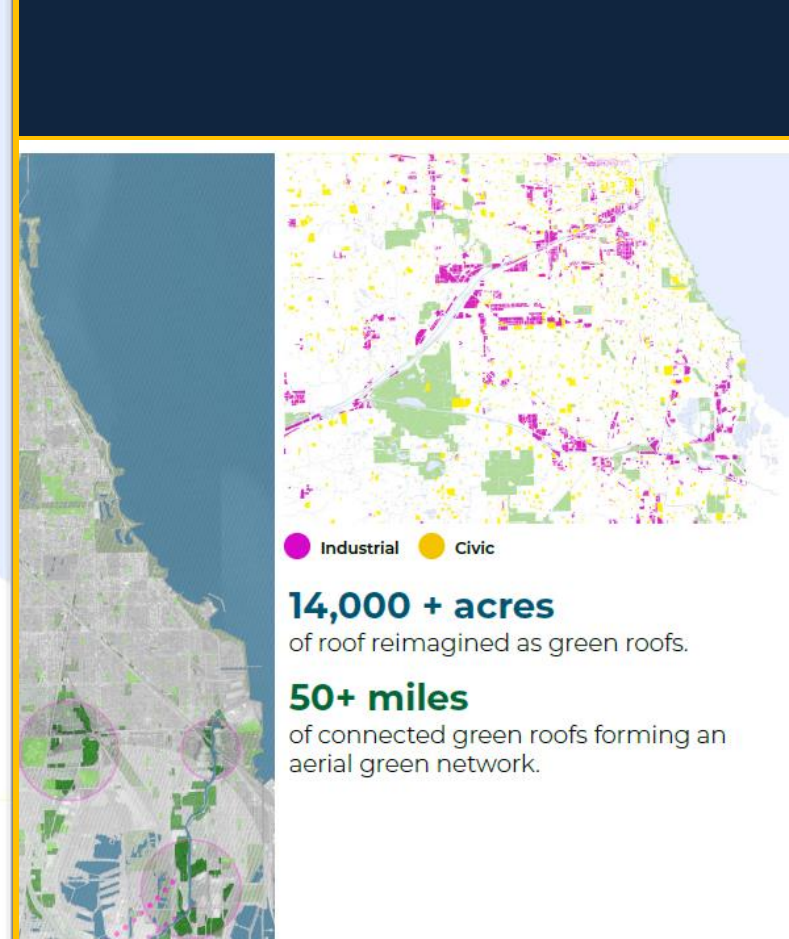 Industrial Civic
14,000 + acres
of roof reimagined as green roofs.
50+ miles
of connected green roofs forming an
aerial green network.